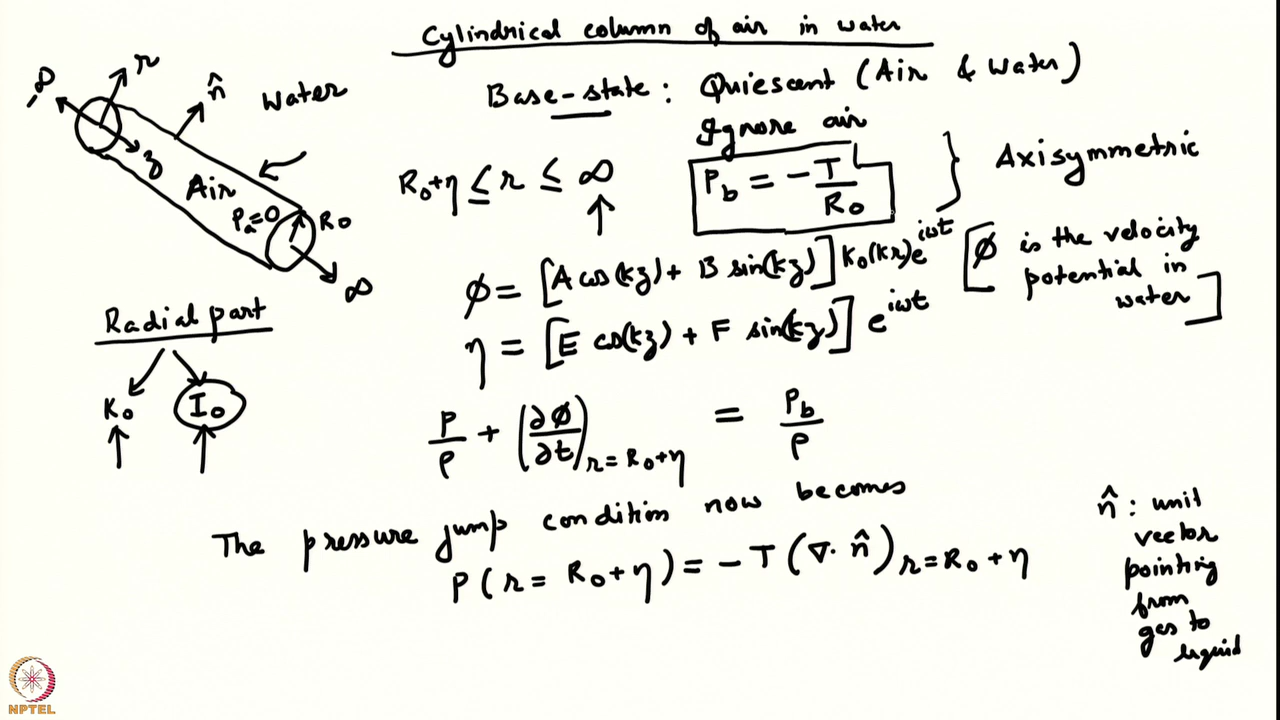 Cylindrical column of air in water
Base-state : Quiescent (Air & Water)
Ignore air
R₀+η ≤ r ≤ ∞
P_b = -T/R₀
} Axisymmetric
∞
r
n̂
Water
z
Air
Pₐ=0
R₀
∞
φ = [A cos(kz) + B sin(kz)] K₀(kr) e^{iωt}
[φ is the velocity
potential in
water]
η = [E cos(kz) + F sin(kz)] e^{iωt}
Radial part
K₀ I₀
P/ρ + (∂φ/∂t)_{r=R₀+η} = P_b/ρ
The pressure jump condition now becomes
P(r = R₀+η) = -T(∇·n̂)_{r=R₀+η}
n̂ : unit
vector
pointing
from
gas to
liquid
NPTEL